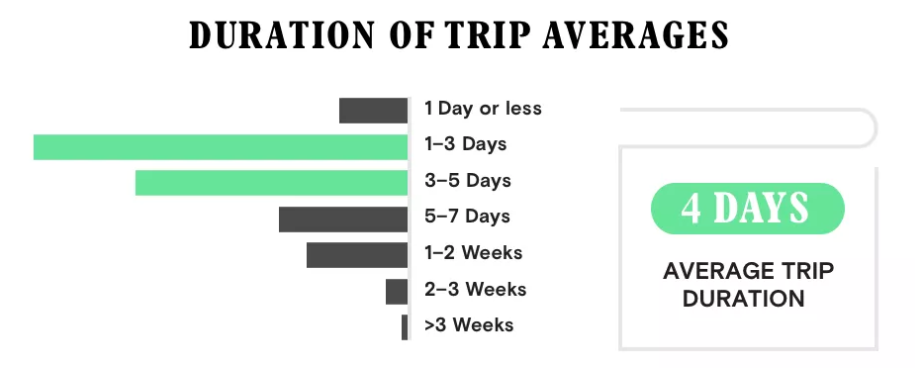 DURATION OF TRIP AVERAGES
1 Day or less
1–3 Days
3–5 Days
5–7 Days
1–2 Weeks
2–3 Weeks
>3 Weeks
4 DAYS
AVERAGE TRIP
DURATION